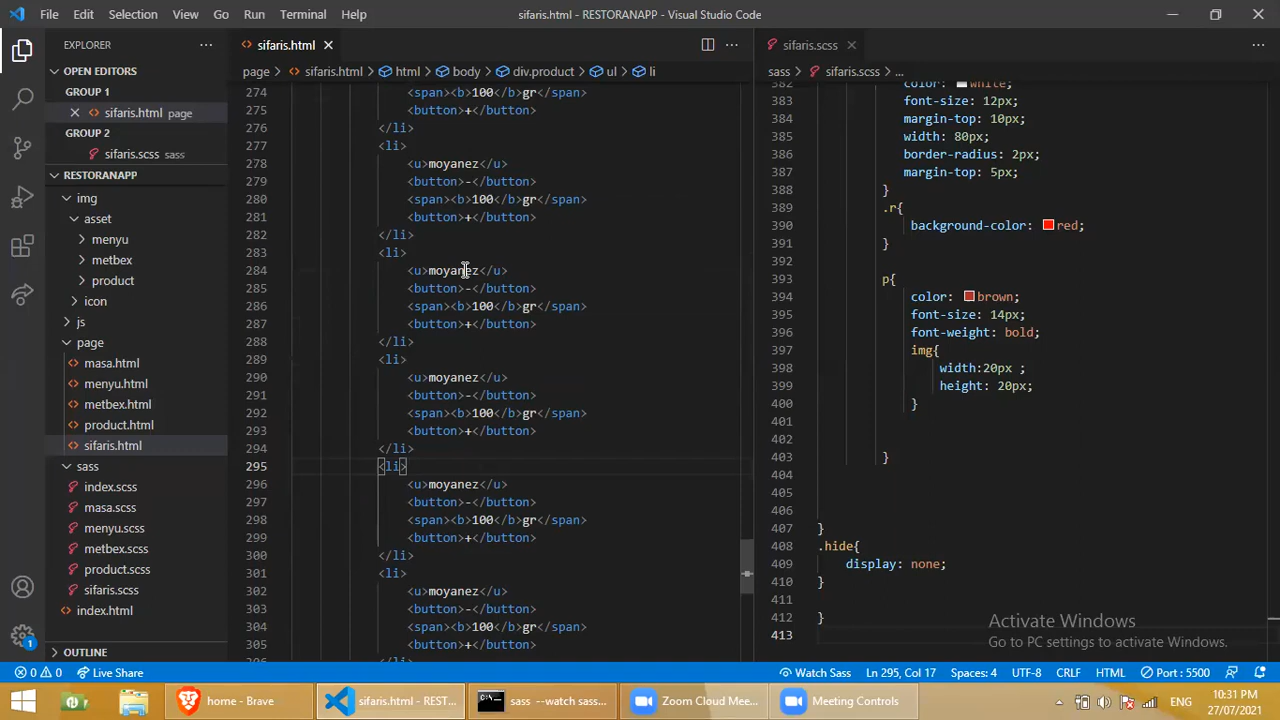 File Edit Selection View Go Run Terminal Help
sifaris.html - RESTORANAPP - Visual Studio Code
EXPLORER
OPEN EDITORS
GROUP 1
sifaris.html page
GROUP 2
sifaris.scss sass
RESTORANAPP
img
asset
menyu
metbex
product
icon
js
page
masa.html
menyu.html
metbex.html
product.html
sifaris.html
sass
index.scss
masa.scss
menyu.scss
metbex.scss
product.scss
sifaris.scss
index.html
OUTLINE
1
sifaris.html
page > sifaris.html > html > body > div.product > ul > li
274 <span><b>100</b>gr</span>
275 <button>+</button>
276 </li>
277 <li>
278 <u>moyanez</u>
279 <button>-</button>
280 <span><b>100</b>gr</span>
281 <button>+</button>
282 </li>
283 <li>
284 <u>moyanez</u>
285 <button>-</button>
286 <span><b>100</b>gr</span>
287 <button>+</button>
288 </li>
289 <li>
290 <u>moyanez</u>
291 <button>-</button>
292 <span><b>100</b>gr</span>
293 <button>+</button>
294 </li>
295 <li>
296 <u>moyanez</u>
297 <button>-</button>
298 <span><b>100</b>gr</span>
299 <button>+</button>
300 </li>
301 <li>
302 <u>moyanez</u>
303 <button>-</button>
304 <span><b>100</b>gr</span>
305 <button>+</button>
306 </li>
sifaris.scss
sass > sifaris.scss > ...
382 color: white;
383 font-size: 12px;
384 margin-top: 10px;
385 width: 80px;
386 border-radius: 2px;
387 margin-top: 5px;
388 }
389 .r{
390 background-color: red;
391 }
392
393 p{
394 color: brown;
395 font-size: 14px;
396 font-weight: bold;
397 img{
398 width:20px ;
399 height: 20px;
400 }
401
402
403 }
404
405
406
407 }
408 .hide{
409 display: none;
410 }
411
412 }
413
Activate Windows
Go to PC settings to activate Windows.
0 0 Live Share Watch Sass Ln 295, Col 17 Spaces: 4 UTF-8 CRLF HTML Port : 5500
home - Brave sifaris.html - REST... sass --watch sass... Zoom Cloud Mee... Meeting Controls ENG
10:31 PM
27/07/2021